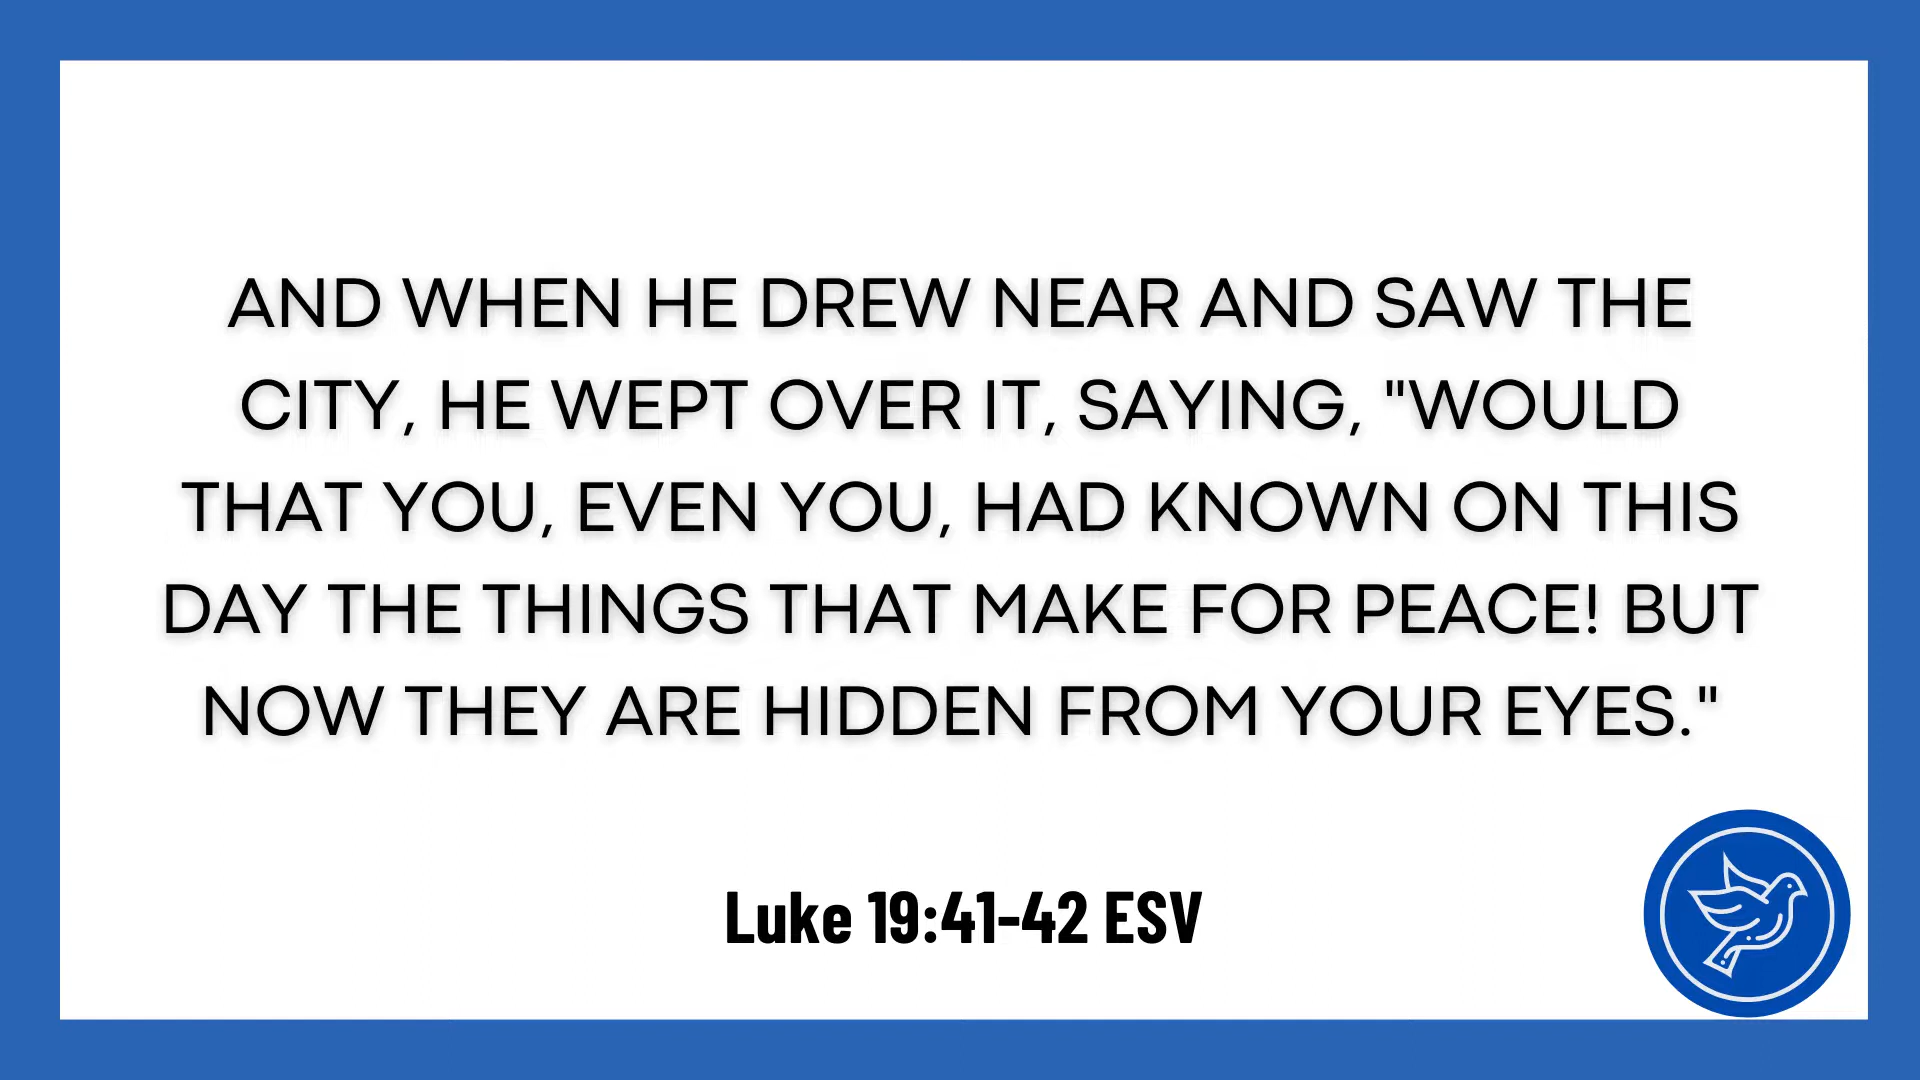 AND WHEN HE DREW NEAR AND SAW THE
CITY, HE WEPT OVER IT, SAYING, "WOULD
THAT YOU, EVEN YOU, HAD KNOWN ON THIS
DAY THE THINGS THAT MAKE FOR PEACE! BUT
NOW THEY ARE HIDDEN FROM YOUR EYES."
Luke 19:41-42 ESV